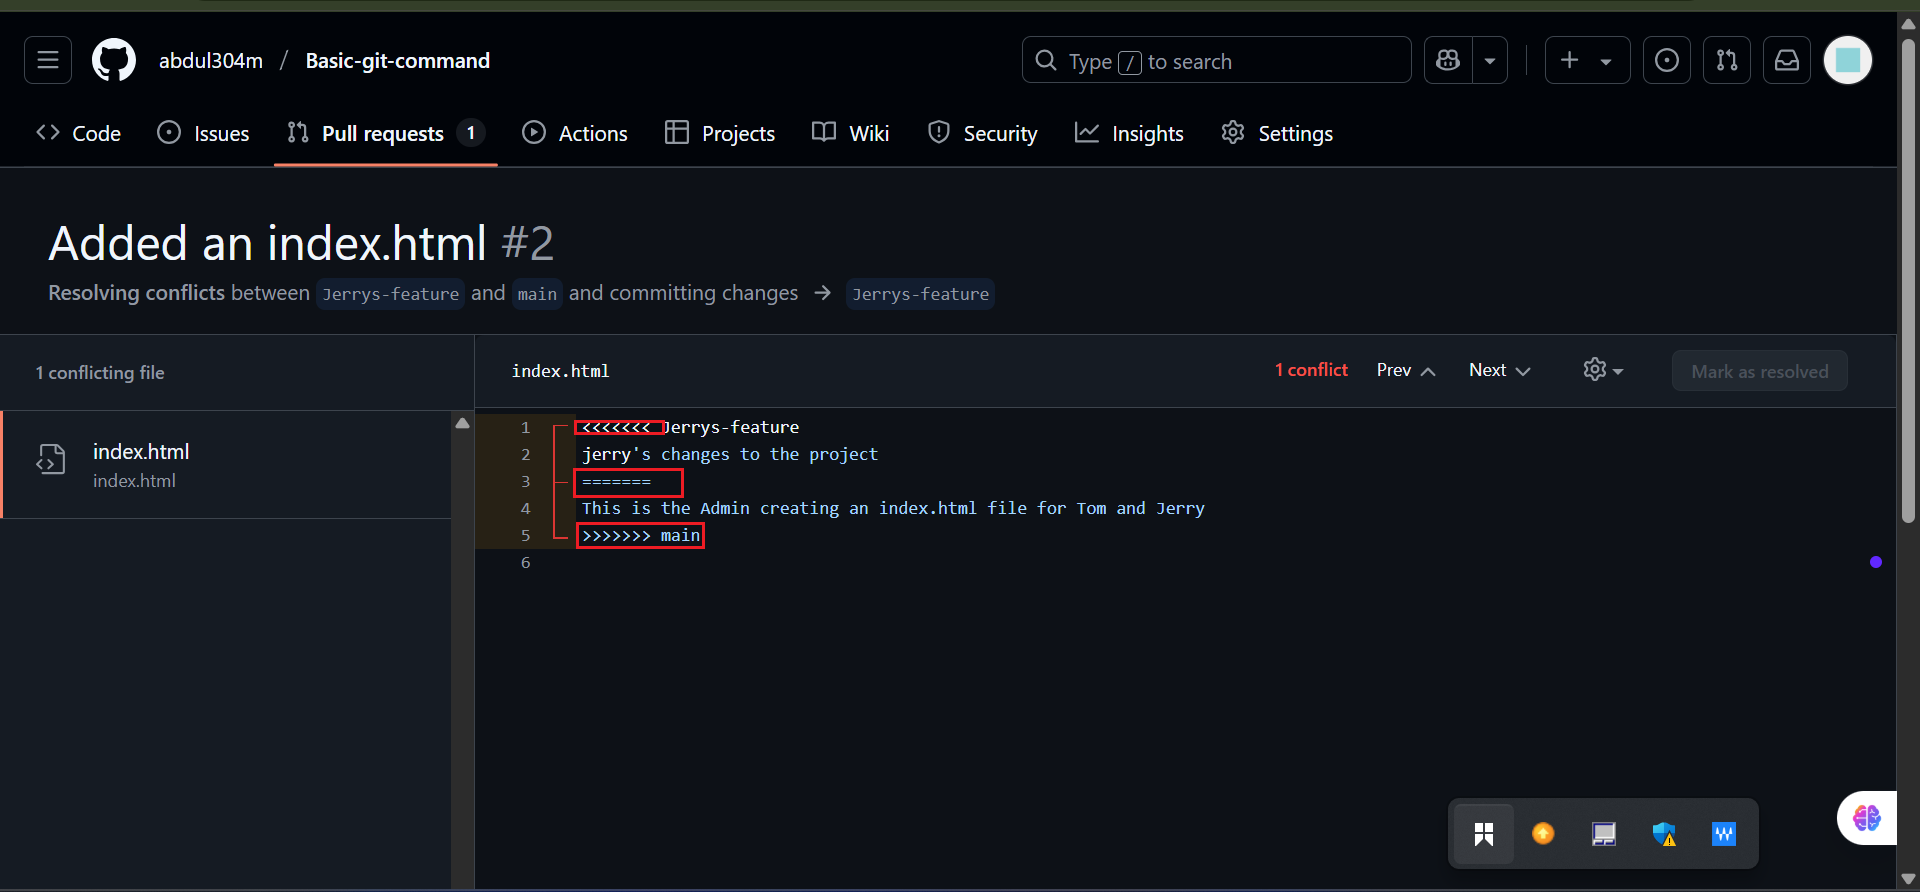 abdul304m / Basic-git-command
Type / to search
Code
Issues
Pull requests 1
Actions
Projects
Wiki
Security
Insights
Settings
Added an index.html #2
Resolving conflicts between Jerrys-feature and main and committing changes → Jerrys-feature
1 conflicting file
index.html
index.html
index.html
1 conflict
Prev
Next
Mark as resolved
1 <<<<<<< Jerrys-feature
2 jerry's changes to the project
3 =======
4 This is the Admin creating an index.html file for Tom and Jerry
5 >>>>>>> main
6